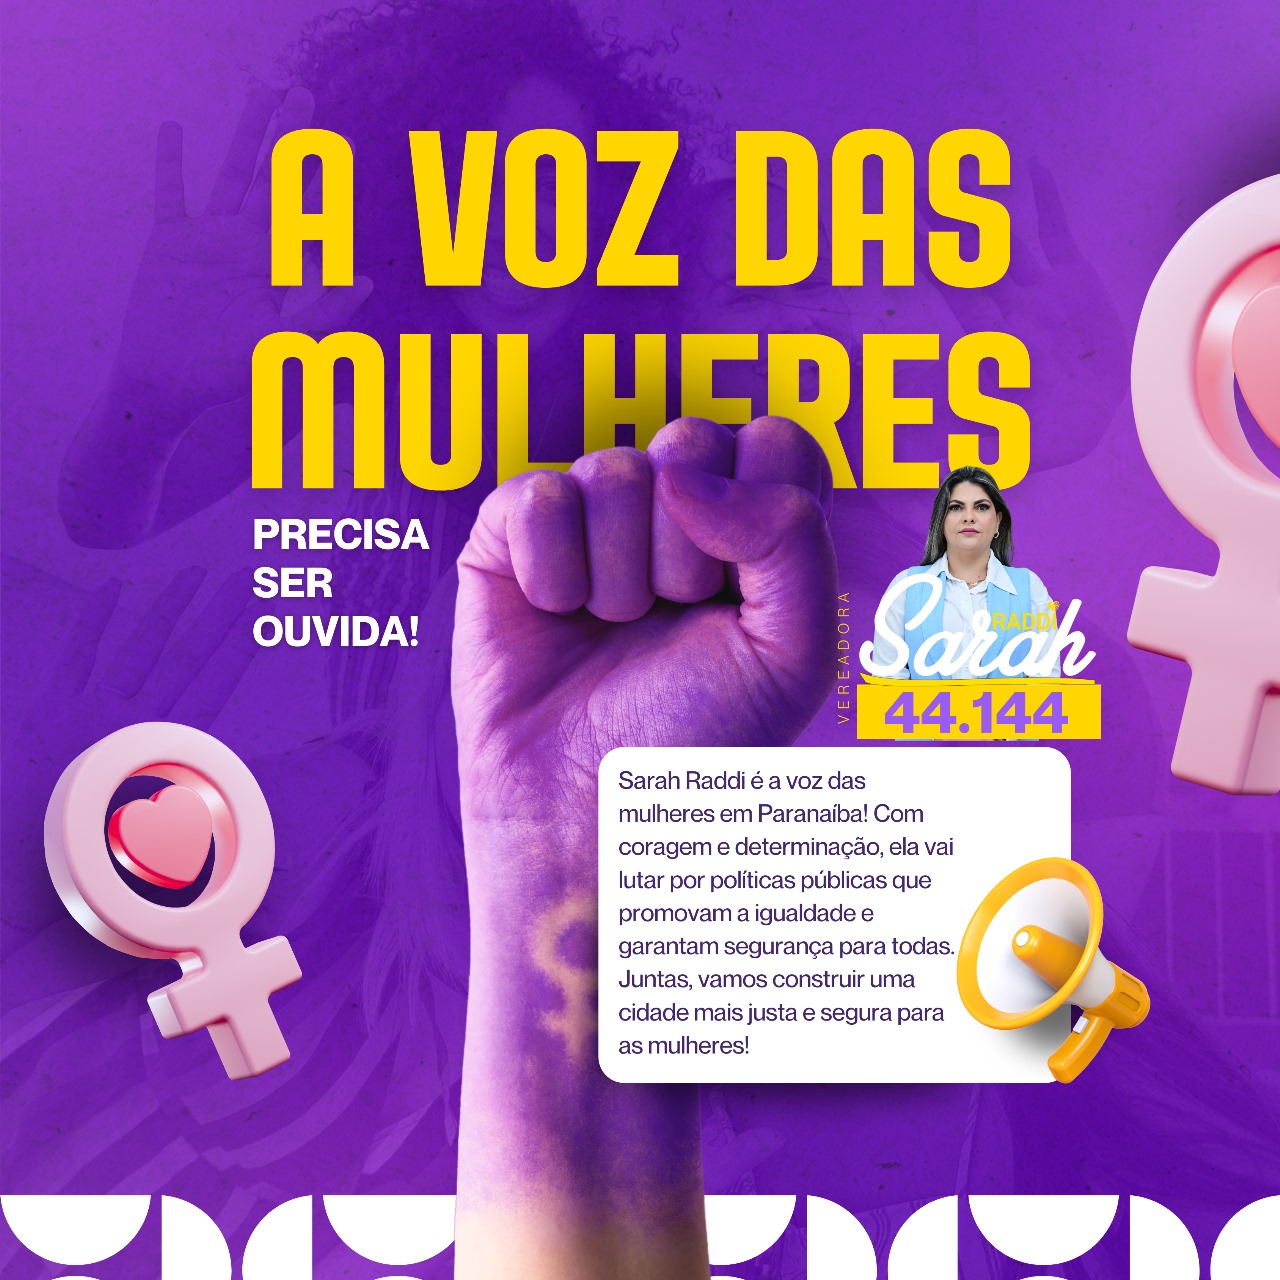 A VOZ DAS
MULHERES
PRECISA
SER
OUVIDA!
VEREADORA
Sarah
RADDI
44.144
Sarah Raddi é a voz das
mulheres em Paranaíba! Com
coragem e determinação, ela vai
lutar por políticas públicas que
promovam a igualdade e
garantam segurança para todas.
Juntas, vamos construir uma
cidade mais justa e segura para
as mulheres!